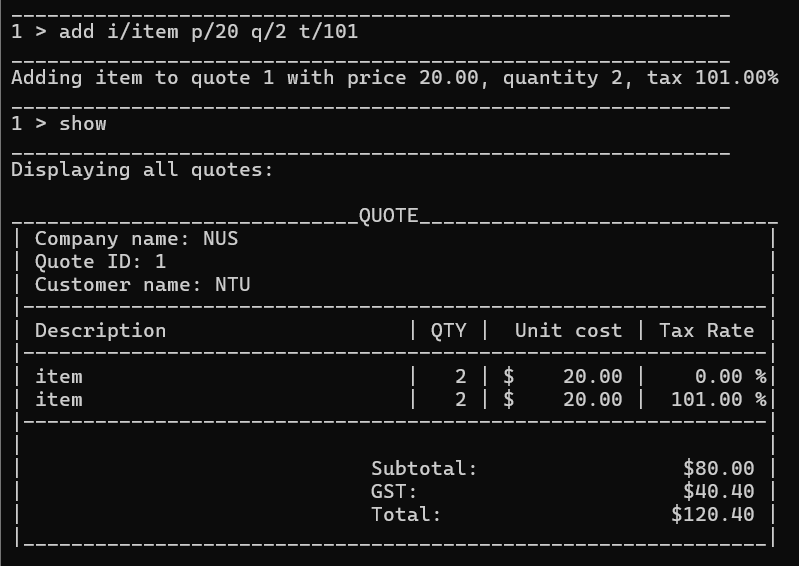 ____________________________________________________________
1 > add i/item p/20 q/2 t/101
____________________________________________________________
Adding item to quote 1 with price 20.00, quantity 2, tax 101.00%
____________________________________________________________
1 > show
____________________________________________________________
Displaying all quotes:
_____________________________QUOTE______________________________
| Company name: NUS                                            |
| Quote ID: 1                                                  |
| Customer name: NTU                                           |
|--------------------------------------------------------------|
| Description                    | QTY |  Unit cost | Tax Rate |
|--------------------------------------------------------------|
| item                           |   2 | $    20.00 |    0.00 %|
| item                           |   2 | $    20.00 |  101.00 %|
|--------------------------------------------------------------|
|                                                              |
|                             Subtotal:                 $80.00 |
|                             GST:                      $40.40 |
|                             Total:                   $120.40 |
|--------------------------------------------------------------|